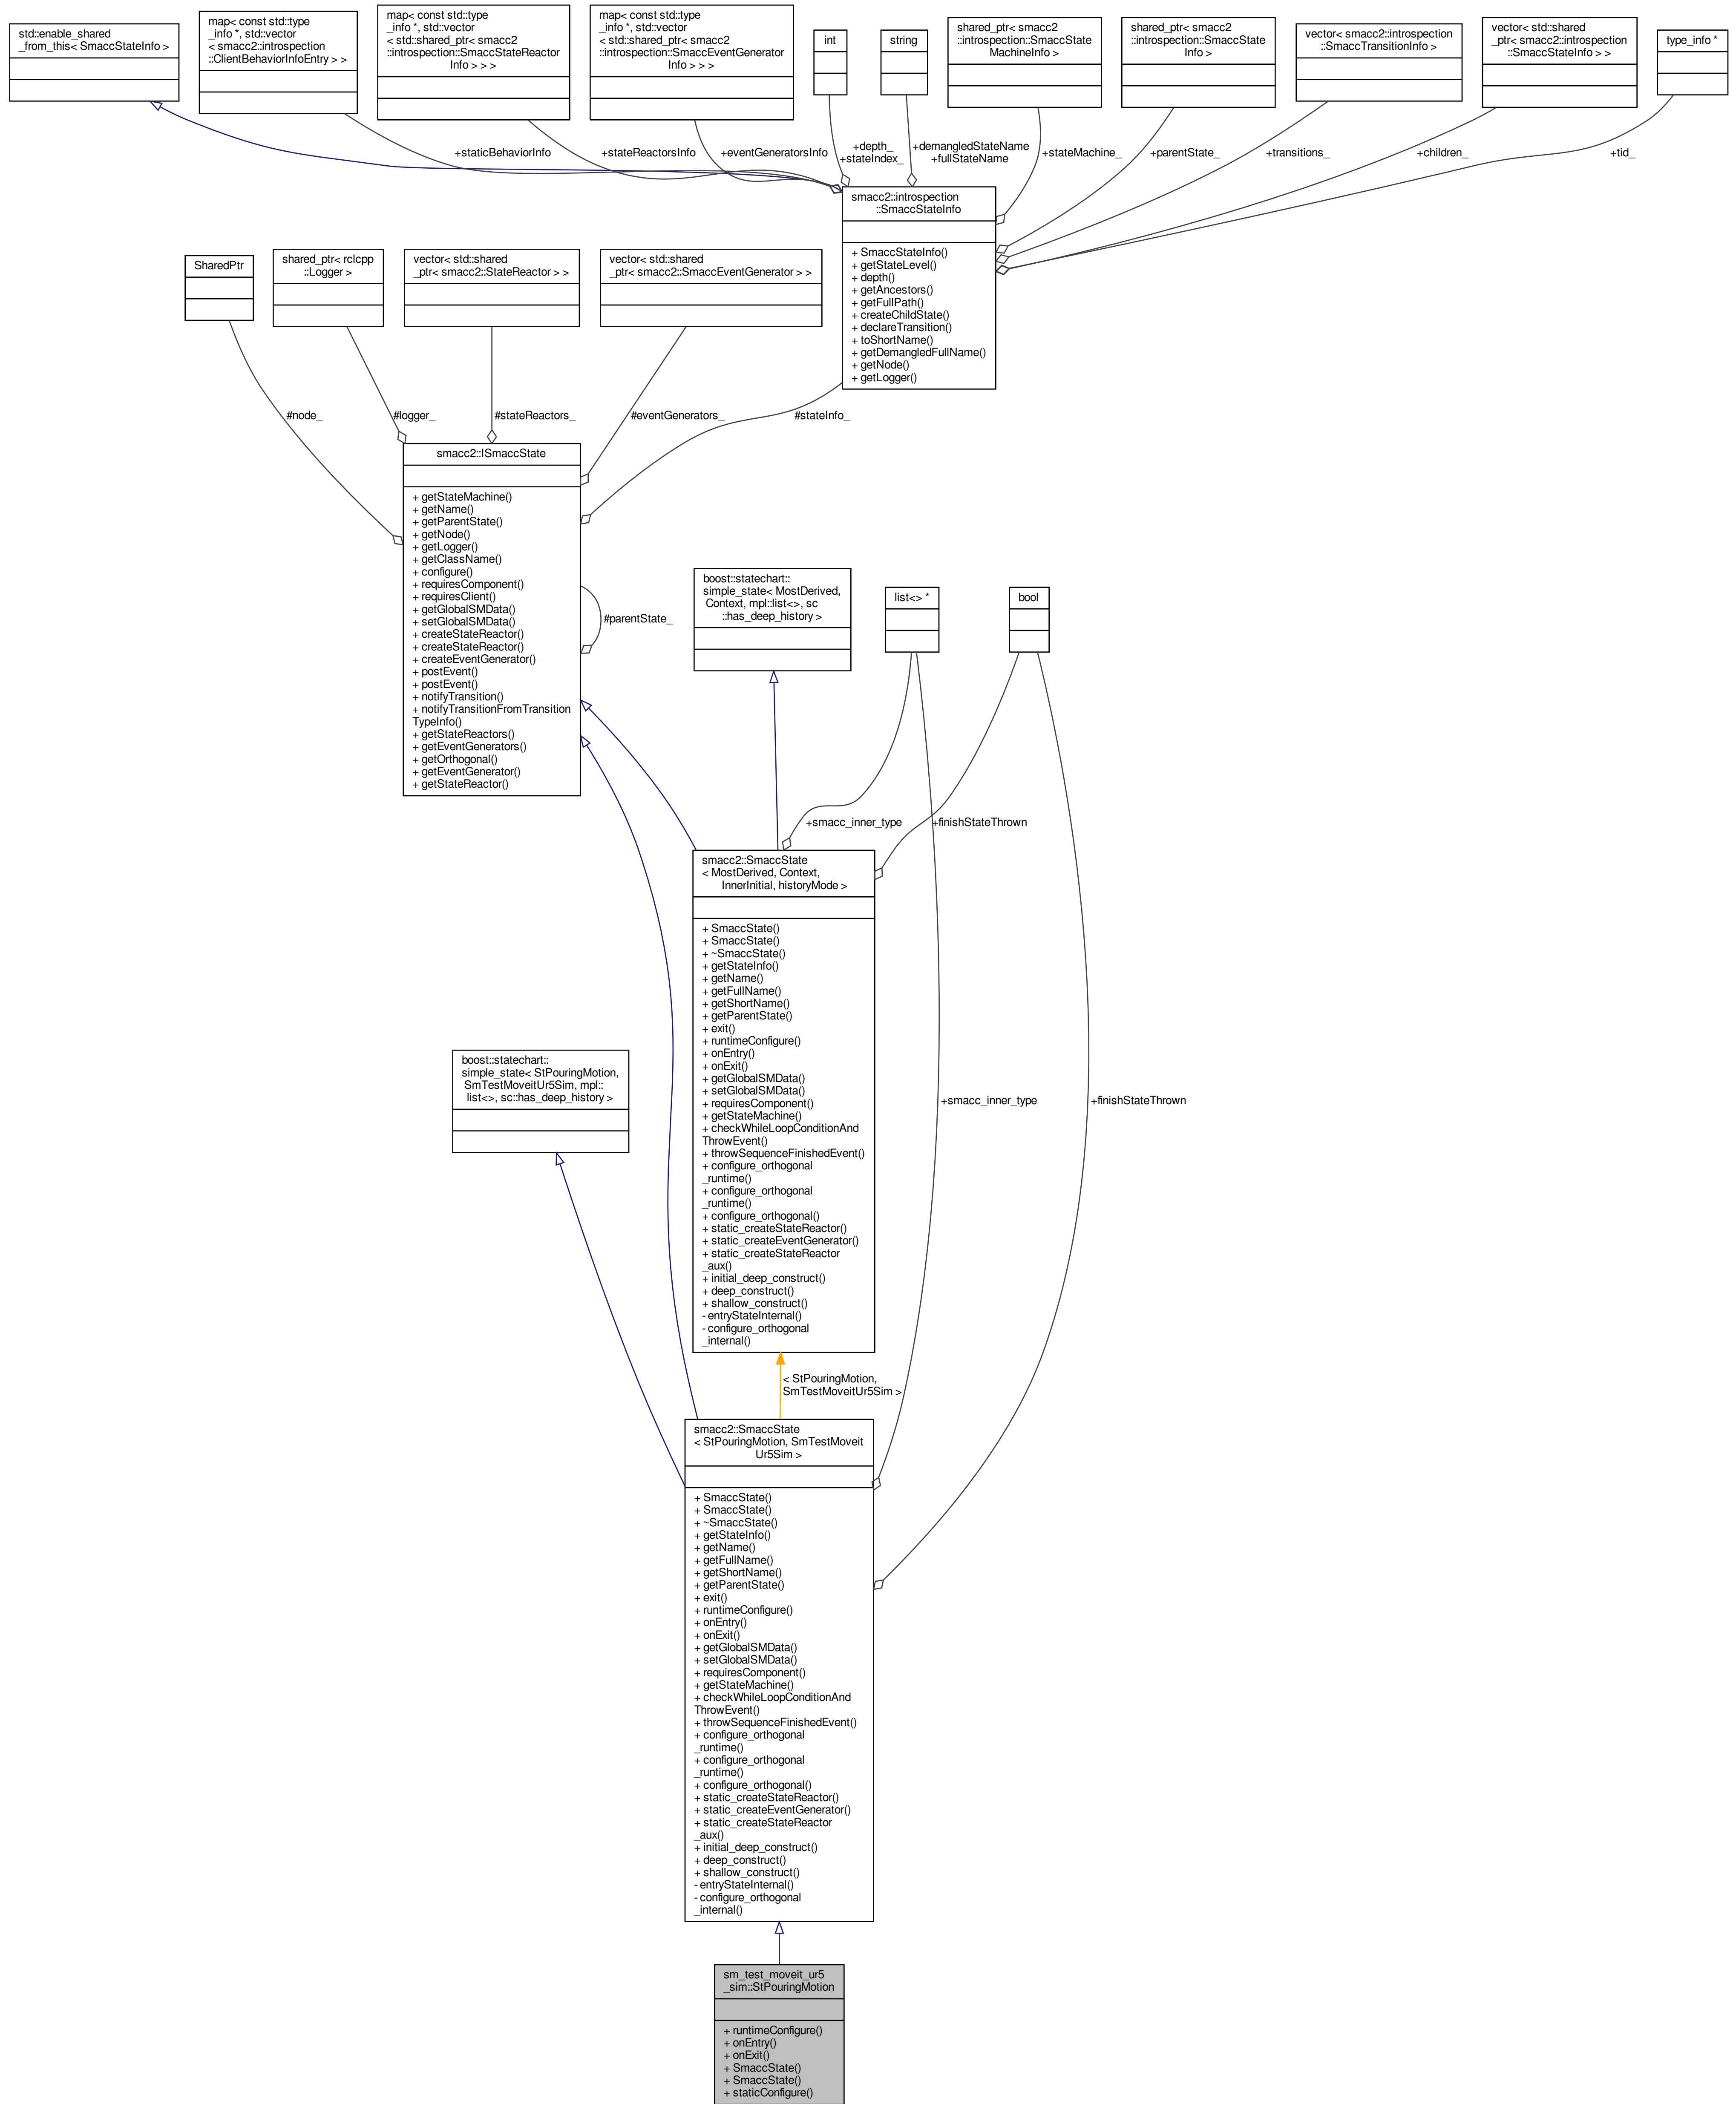 std::enable_shared
_from_this< SmaccStateInfo >
map< const std::type
_info *, std::vector
< smacc2::introspection
::ClientBehaviorInfoEntry > >
map< const std::type
_info *, std::vector
< std::shared_ptr< smacc2
::introspection::SmaccStateReactor
Info > > >
map< const std::type
_info *, std::vector
< std::shared_ptr< smacc2
::introspection::SmaccEventGenerator
Info > > >
int
string
shared_ptr< smacc2
::introspection::SmaccState
MachineInfo >
shared_ptr< smacc2
::introspection::SmaccState
Info >
vector< smacc2::introspection
::SmaccTransitionInfo >
vector< std::shared
_ptr< smacc2::introspection
::SmaccStateInfo > >
type_info *
+staticBehaviorInfo
+stateReactorsInfo
+eventGeneratorsInfo
+depth_
+stateIndex_
+demangledStateName
+fullStateName
+stateMachine_
+parentState_
+transitions_
+children_
+tid_
smacc2::introspection
::SmaccStateInfo
+ SmaccStateInfo()
+ getStateLevel()
+ depth()
+ getAncestors()
+ getFullPath()
+ createChildState()
+ declareTransition()
+ toShortName()
+ getDemangledFullName()
+ getNode()
+ getLogger()
SharedPtr
shared_ptr< rclcpp
::Logger >
vector< std::shared
_ptr< smacc2::StateReactor > >
vector< std::shared
_ptr< smacc2::SmaccEventGenerator > >
#node_
#logger_
#stateReactors_
#eventGenerators_
#stateInfo_
smacc2::ISmaccState
+ getStateMachine()
+ getName()
+ getParentState()
+ getNode()
+ getLogger()
+ getClassName()
+ configure()
+ requiresComponent()
+ requiresClient()
+ getGlobalSMData()
+ setGlobalSMData()
+ createStateReactor()
+ createStateReactor()
+ createEventGenerator()
+ postEvent()
+ postEvent()
+ notifyTransition()
+ notifyTransitionFromTransition
TypeInfo()
+ getStateReactors()
+ getEventGenerators()
+ getOrthogonal()
+ getEventGenerator()
+ getStateReactor()
#parentState_
boost::statechart::
simple_state< MostDerived,
Context, mpl::list<>, sc
::has_deep_history >
list<> *
bool
+smacc_inner_type
+finishStateThrown
smacc2::SmaccState
< MostDerived, Context,
InnerInitial, historyMode >
+ SmaccState()
+ SmaccState()
+ ~SmaccState()
+ getStateInfo()
+ getName()
+ getFullName()
+ getShortName()
+ getParentState()
+ exit()
+ runtimeConfigure()
+ onEntry()
+ onExit()
+ getGlobalSMData()
+ setGlobalSMData()
+ requiresComponent()
+ getStateMachine()
+ checkWhileLoopConditionAnd
ThrowEvent()
+ throwSequenceFinishedEvent()
+ configure_orthogonal
_runtime()
+ configure_orthogonal
_runtime()
+ configure_orthogonal()
+ static_createStateReactor()
+ static_createEventGenerator()
+ static_createStateReactor
_aux()
+ initial_deep_construct()
+ deep_construct()
+ shallow_construct()
- entryStateInternal()
- configure_orthogonal
_internal()
boost::statechart::
simple_state< StPouringMotion,
SmTestMoveitUr5Sim, mpl::
list<>, sc::has_deep_history >
+smacc_inner_type
+finishStateThrown
< StPouringMotion,
SmTestMoveitUr5Sim >
smacc2::SmaccState
< StPouringMotion, SmTestMoveit
Ur5Sim >
+ SmaccState()
+ SmaccState()
+ ~SmaccState()
+ getStateInfo()
+ getName()
+ getFullName()
+ getShortName()
+ getParentState()
+ exit()
+ runtimeConfigure()
+ onEntry()
+ onExit()
+ getGlobalSMData()
+ setGlobalSMData()
+ requiresComponent()
+ getStateMachine()
+ checkWhileLoopConditionAnd
ThrowEvent()
+ throwSequenceFinishedEvent()
+ configure_orthogonal
_runtime()
+ configure_orthogonal
_runtime()
+ configure_orthogonal()
+ static_createStateReactor()
+ static_createEventGenerator()
+ static_createStateReactor
_aux()
+ initial_deep_construct()
+ deep_construct()
+ shallow_construct()
- entryStateInternal()
- configure_orthogonal
_internal()
sm_test_moveit_ur5
_sim::StPouringMotion
+ runtimeConfigure()
+ onEntry()
+ onExit()
+ SmaccState()
+ SmaccState()
+ staticConfigure()